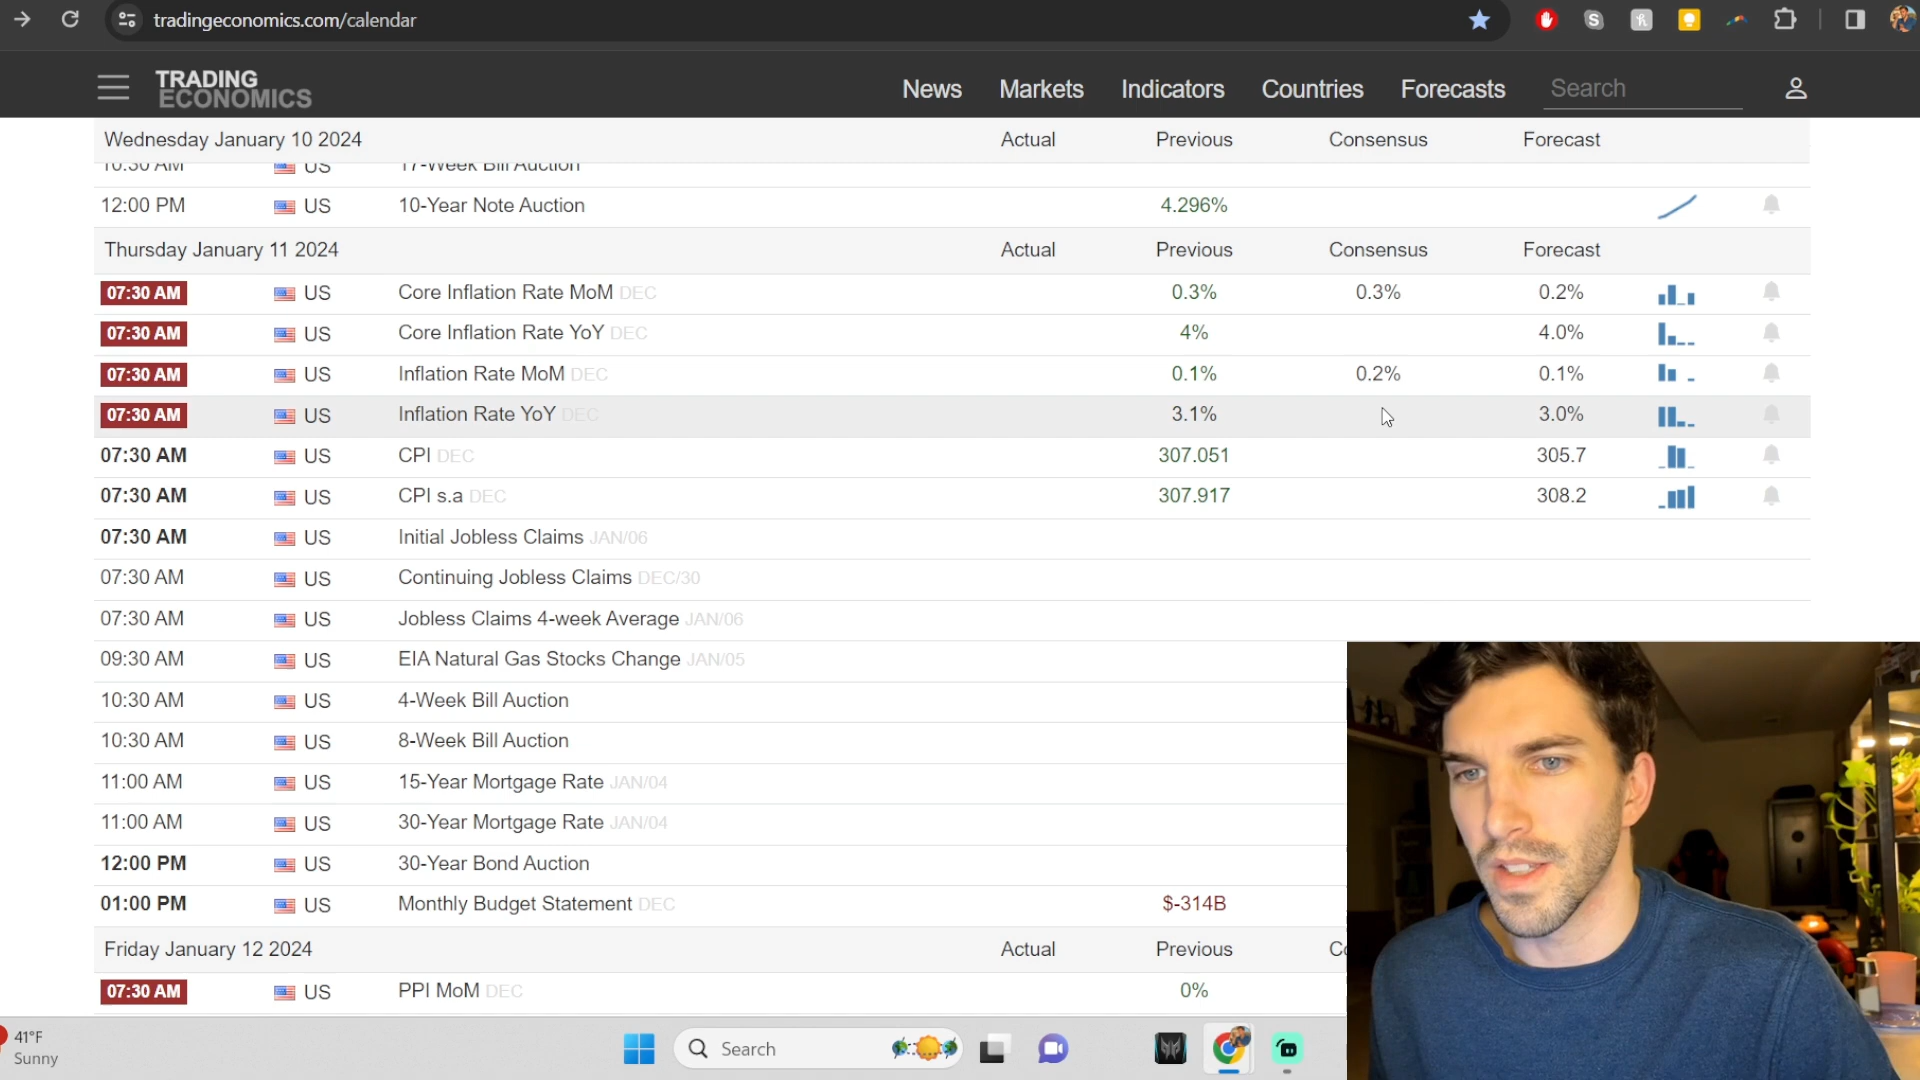 tradingeconomics.com/calendar
TRADING
ECONOMICS
News Markets Indicators Countries Forecasts Search
Wednesday January 10 2024 Actual Previous Consensus Forecast
10:30 AM US 17-Week Bill Auction
12:00 PM US 10-Year Note Auction 4.296%
Thursday January 11 2024 Actual Previous Consensus Forecast
07:30 AM US Core Inflation Rate MoM DEC 0.3% 0.3% 0.2%
07:30 AM US Core Inflation Rate YoY DEC 4% 4.0%
07:30 AM US Inflation Rate MoM DEC 0.1% 0.2% 0.1%
07:30 AM US Inflation Rate YoY DEC 3.1% 3.0%
07:30 AM US CPI DEC 307.051 305.7
07:30 AM US CPI s.a DEC 307.917 308.2
07:30 AM US Initial Jobless Claims JAN/06
07:30 AM US Continuing Jobless Claims DEC/30
07:30 AM US Jobless Claims 4-week Average JAN/06
09:30 AM US EIA Natural Gas Stocks Change JAN/05
10:30 AM US 4-Week Bill Auction
10:30 AM US 8-Week Bill Auction
11:00 AM US 15-Year Mortgage Rate JAN/04
11:00 AM US 30-Year Mortgage Rate JAN/04
12:00 PM US 30-Year Bond Auction
01:00 PM US Monthly Budget Statement DEC $-314B
Friday January 12 2024 Actual Previous
07:30 AM US PPI MoM DEC 0%
41°F
Sunny
Search